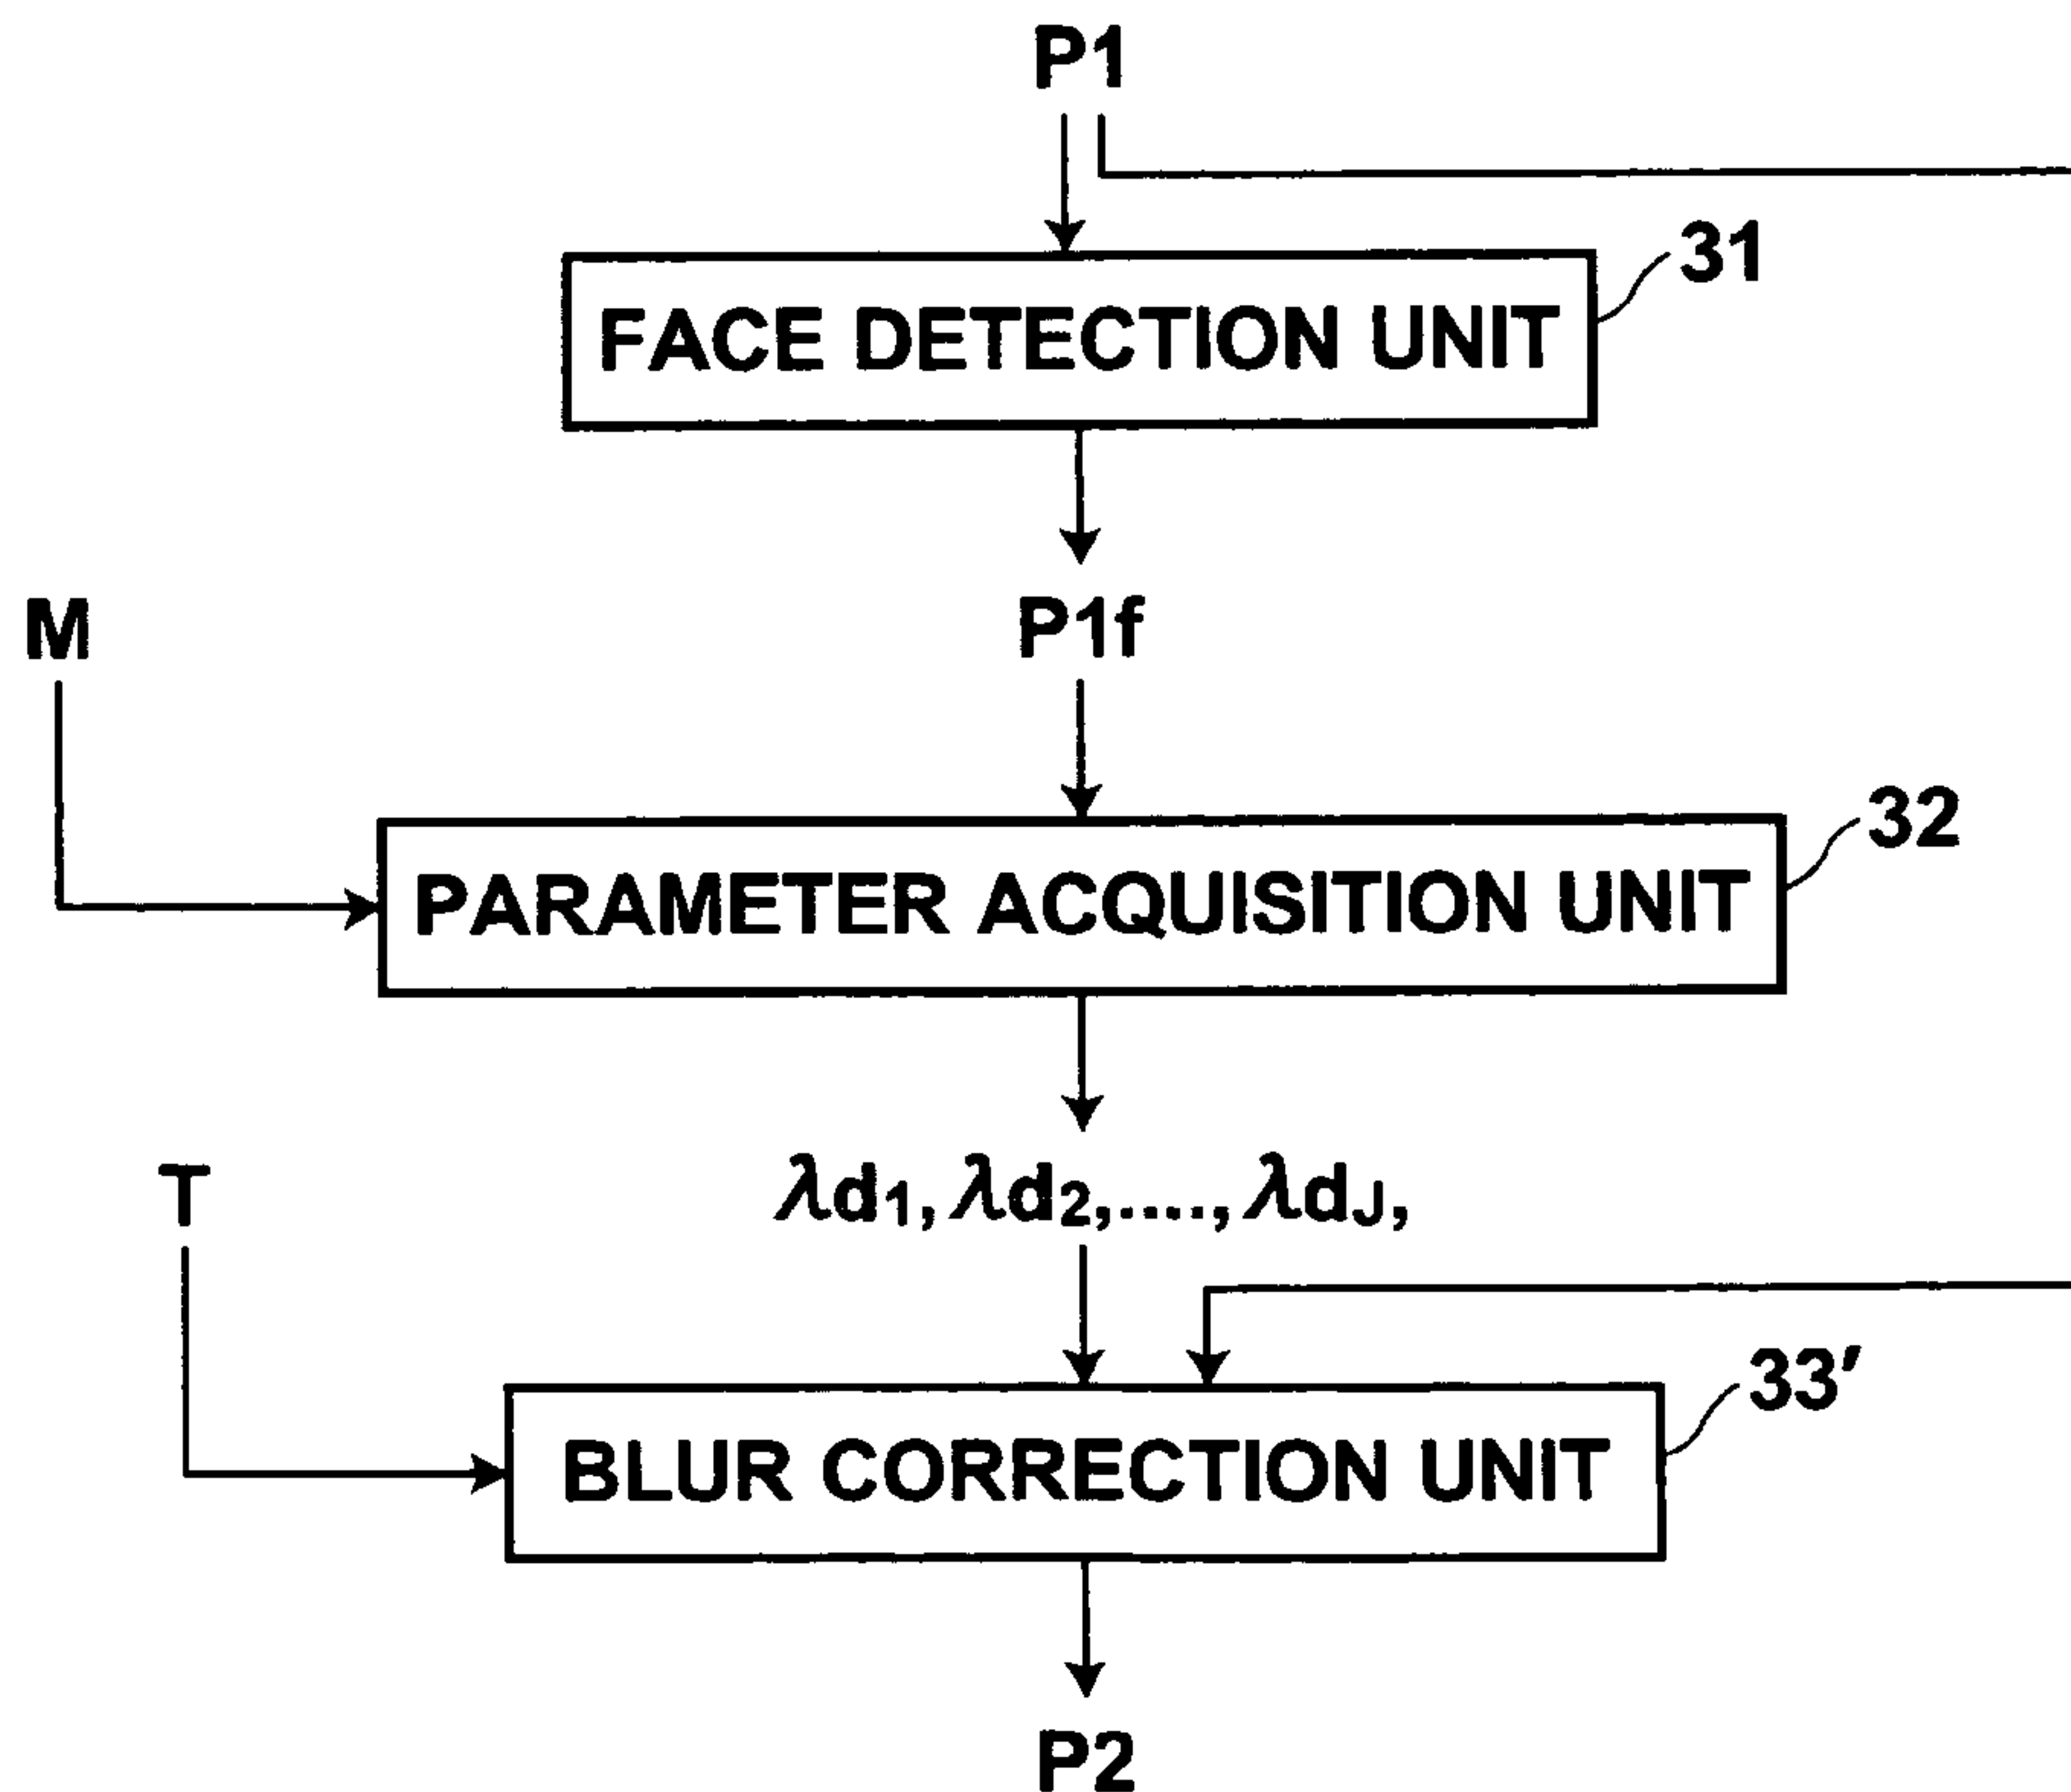 P1
31
FACE DETECTION UNIT
M
P1f
32
PARAMETER ACQUISITION UNIT
T
λd1, λd2,...., λdJ,
33′
BLUR CORRECTION UNIT
P2